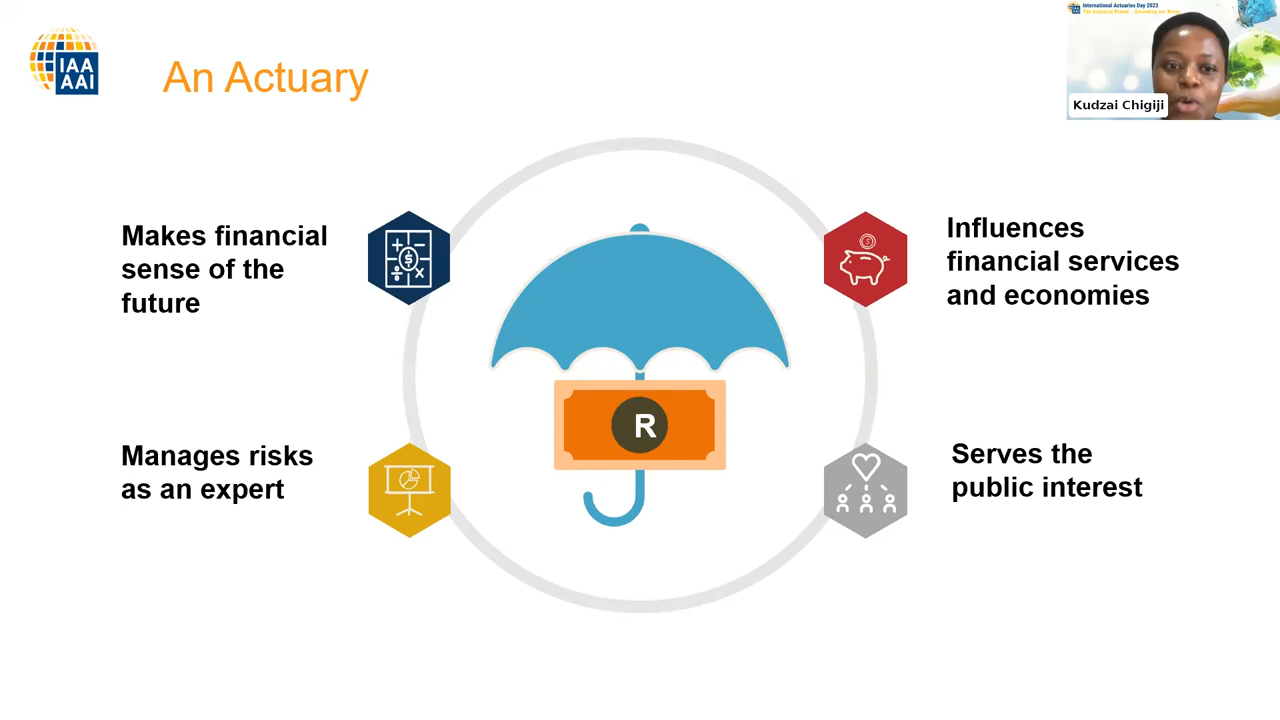 IAA
AAI
An Actuary
International Actuaries Day 2023
Kudzai Chigiji
Makes financial
sense of the
future
Influences
financial services
and economies
R
Manages risks
as an expert
Serves the
public interest